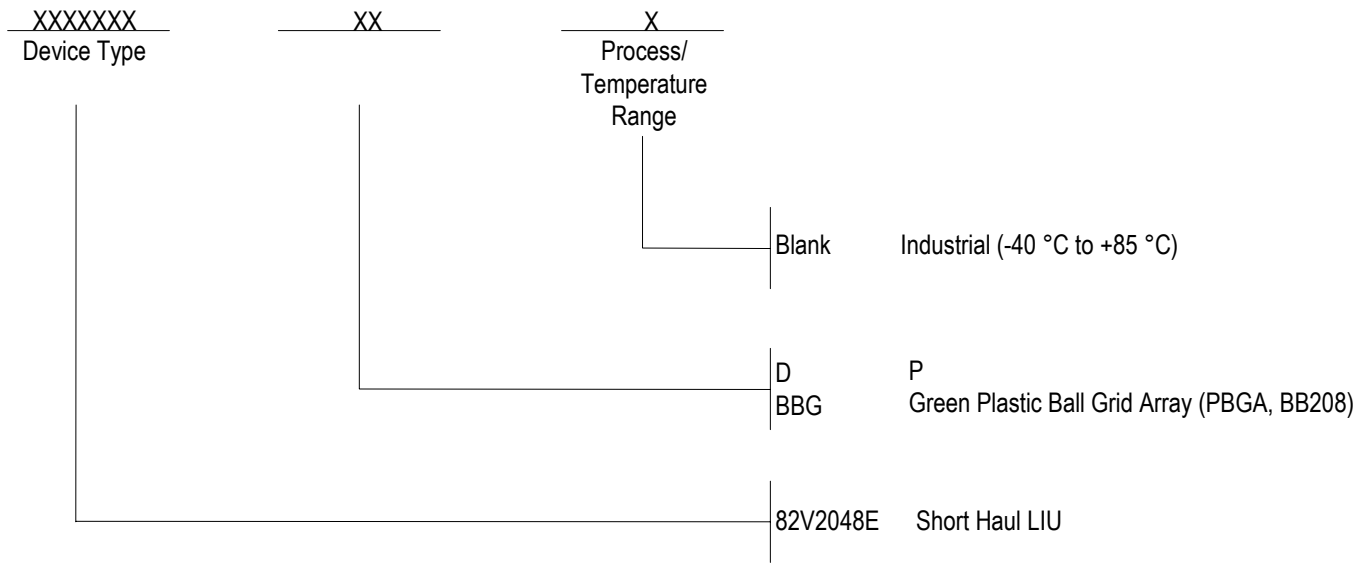 XXXXXXX XX X
Device Type
Process/
Temperature
Range
Blank Industrial (-40 °C to +85 °C)
D P
BBG Green Plastic Ball Grid Array (PBGA, BB208)
82V2048E Short Haul LIU